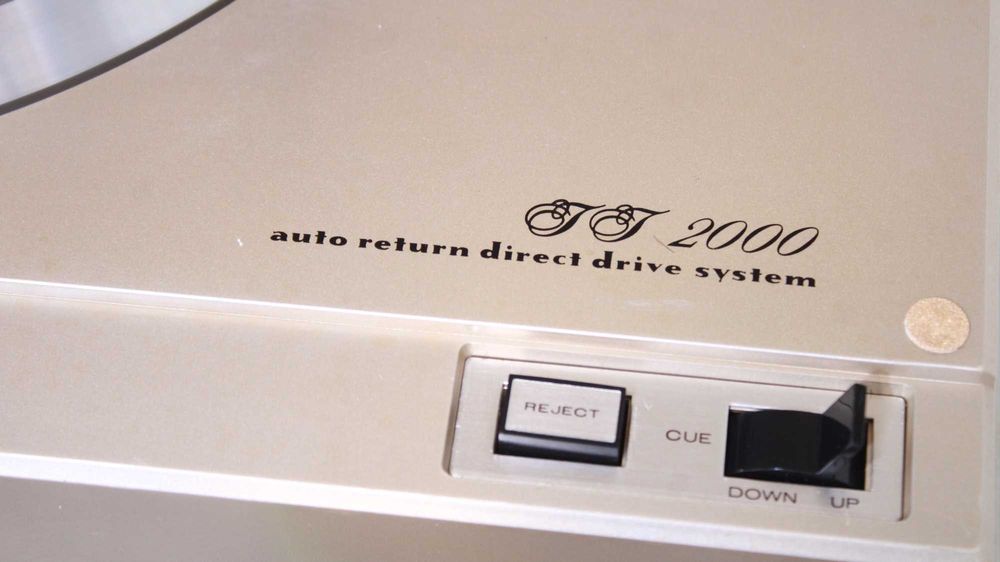 TT 2000
auto return direct drive system
REJECT
CUE
DOWN UP